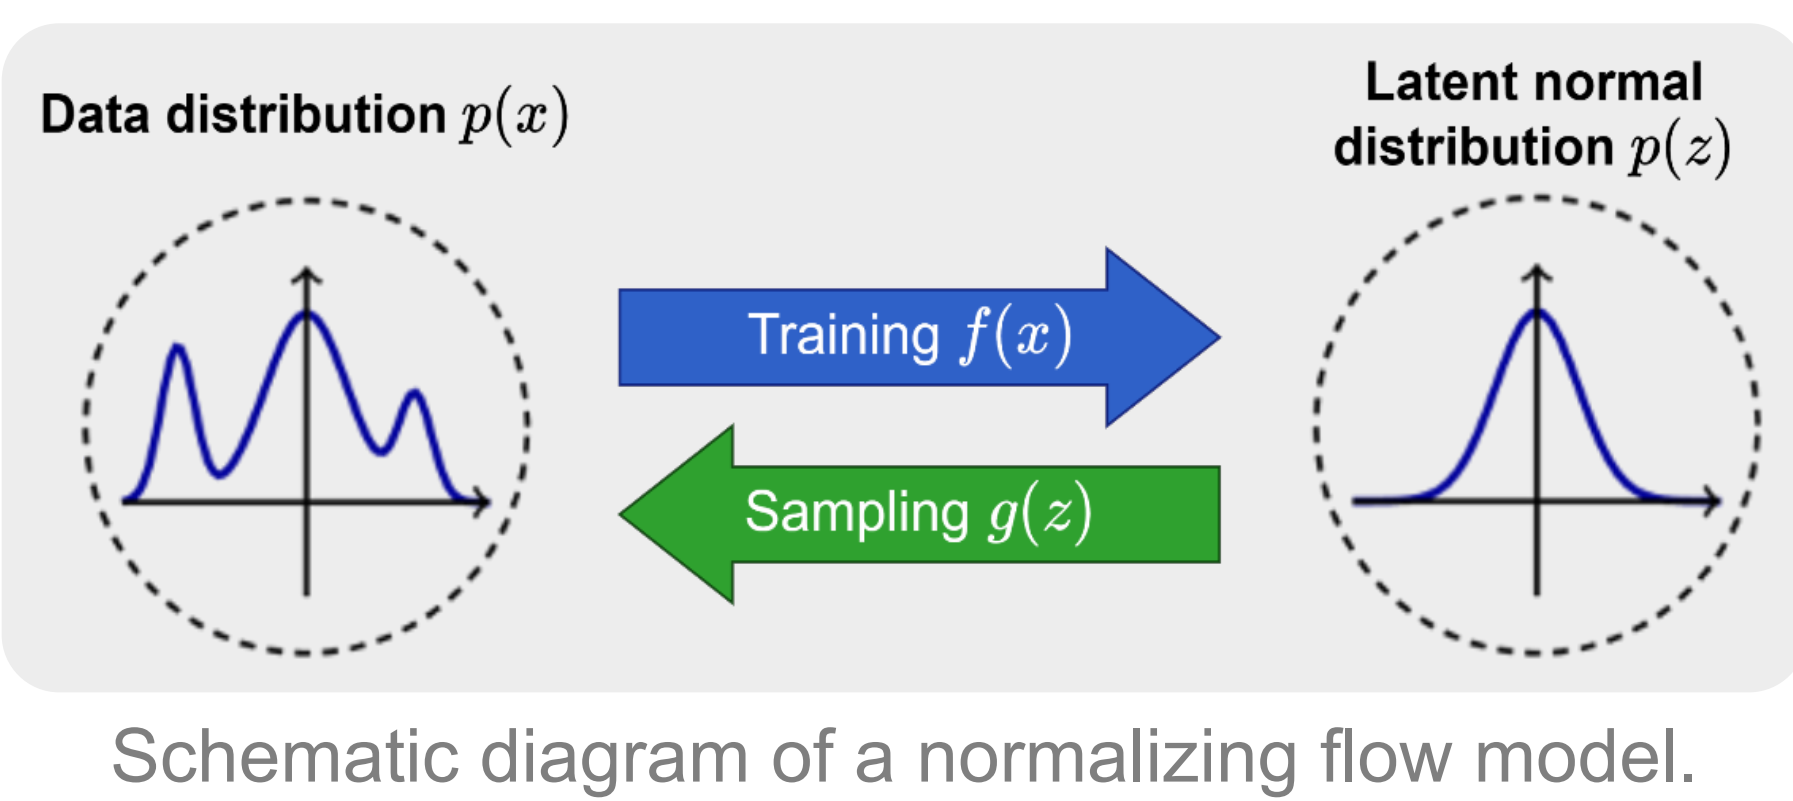 Data distribution p(x)
Latent normal
distribution p(z)
Training f(x)
Sampling g(z)
Schematic diagram of a normalizing flow model.